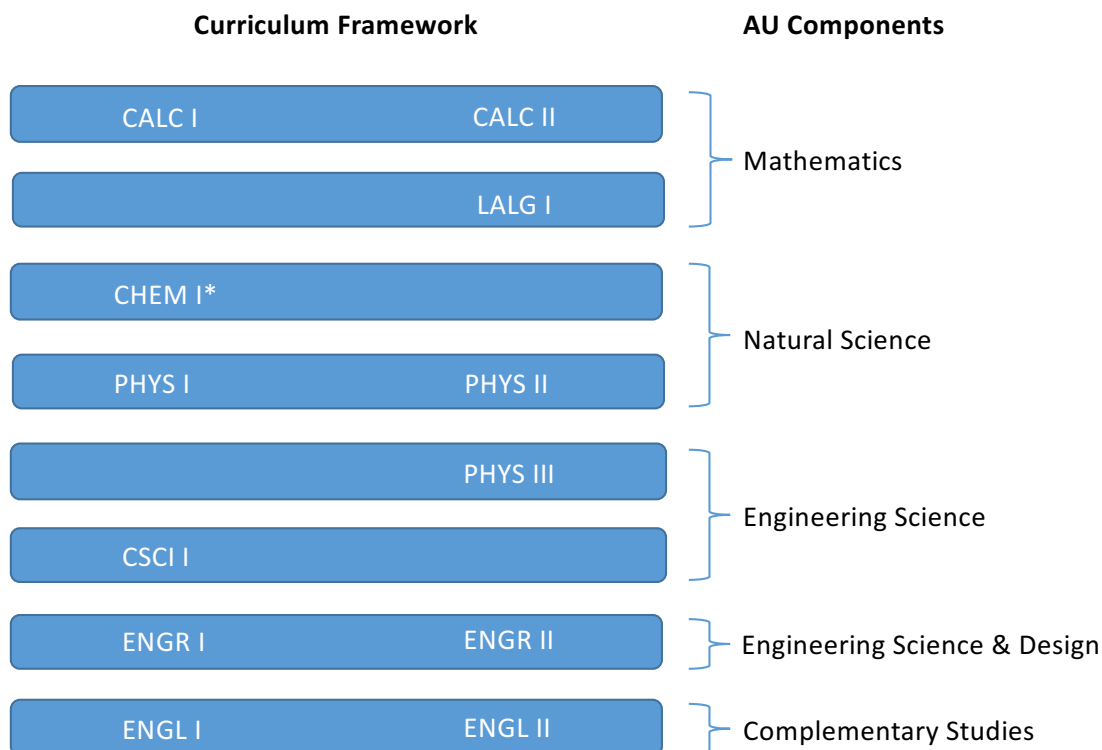 Curriculum Framework AU Components
CALC I CALC II
Mathematics
LALG I
CHEM I*
Natural Science
PHYS I PHYS II
PHYS III
Engineering Science
CSCI I
ENGR I ENGR II Engineering Science & Design
ENGL I ENGL II Complementary Studies